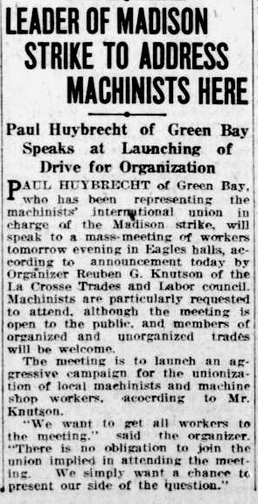 LEADER OF MADISON
STRIKE TO ADDRESS
MACHINISTS HERE
Paul Huybrecht of Green Bay
Speaks at Launching of
Drive for Organization
PAUL HUYBRECHT of Green Bay,
who has been representing the
machinists' international union in
charge of the Madison strike, will
speak to a mass-meeting of workers
tomorrow evening in Eagles halls, ac-
cording to announcement today by
Organizer Reuben G. Knutson of the
La Crosse Trades and Labor council.
Machinists are particularly requested
to attend, although the meeting is
open to the public, and members of
organized and unorganized trades
will be welcome.
The meeting is to launch an ag-
gressive campaign for the unioniza-
tion of local machinists and machine
shop workers, according to Mr.
Knutson.
"We want to get all workers to
the meeting," said the organizer.
"There is no obligation to join the
union implied in attending the meet-
ing. We simply want a chance to
present our side of the question."